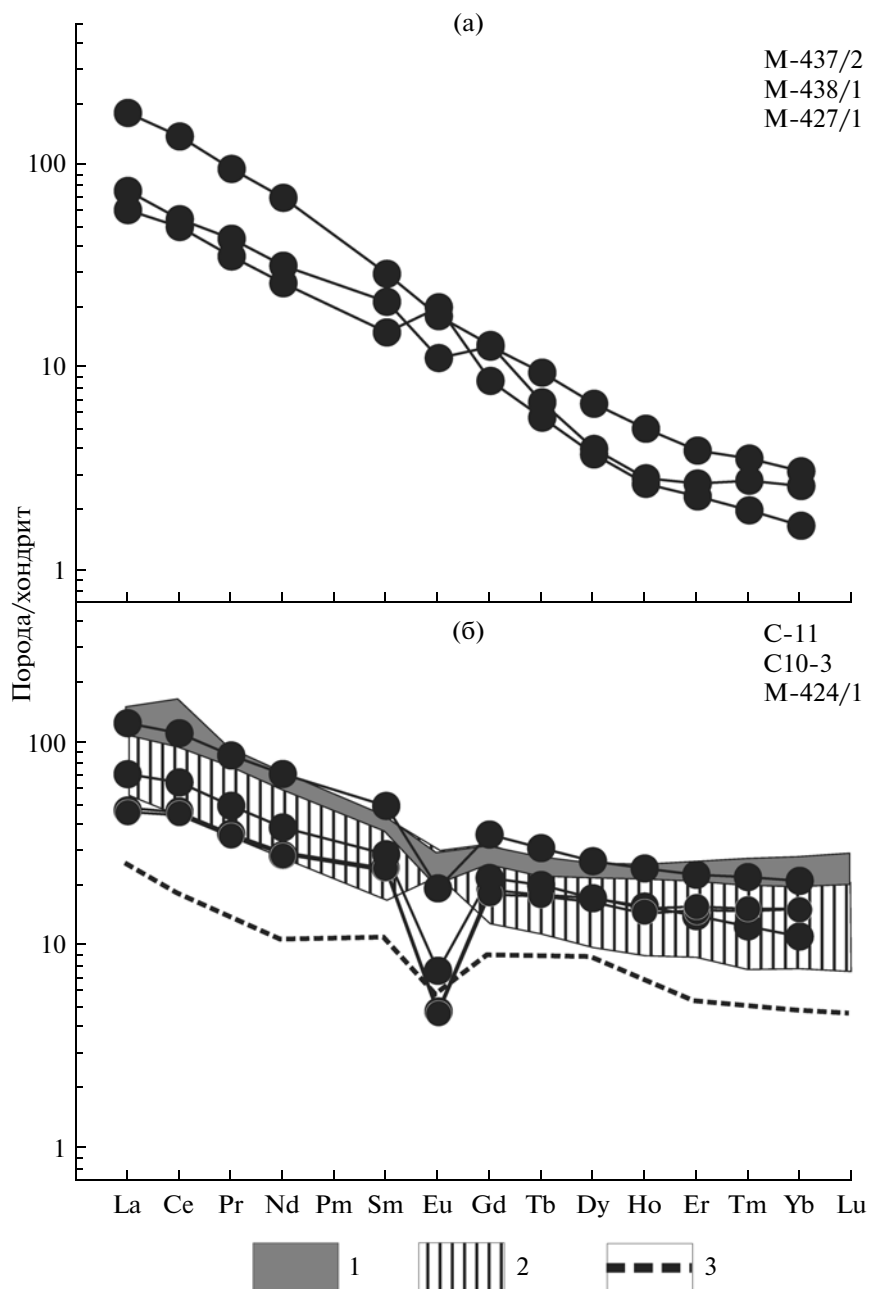 (а)
М-437/2
М-438/1
М-427/1
100
10
1
Порода/хондрит
(б)
С-11
С10-3
М-424/1
100
10
1
La Ce Pr Nd Pm Sm Eu Gd Tb Dy Ho Er Tm Yb Lu
1 2 3